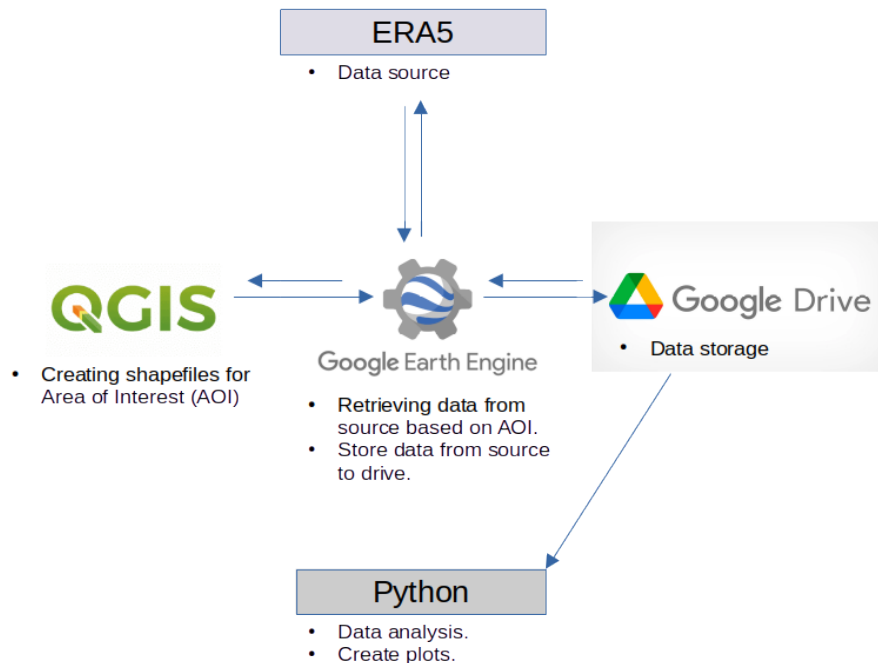 ERA5
• Data source
QGIS
Google Earth Engine
Google Drive
• Data storage
• Creating shapefiles for
Area of Interest (AOI)
• Retrieving data from
source based on AOI.
• Store data from source
to drive.
Python
• Data analysis.
• Create plots.